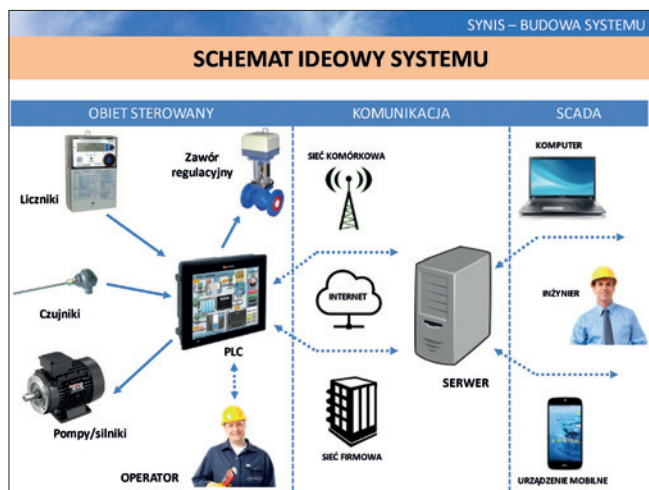 SYNIS – BUDOWA SYSTEMU
SCHEMAT IDEOWY SYSTEMU
OBIET STEROWANY
KOMUNIKACJA
SCADA
Liczniki
Zawór
regulacyjny
SIEĆ KOMÓRKOWA
KOMPUTER
Czujniki
PLC
INTERNET
SERWER
INŻYNIER
Pompy/silniki
OPERATOR
SIEĆ FIRMOWA
URZĄDZENIE MOBILNE